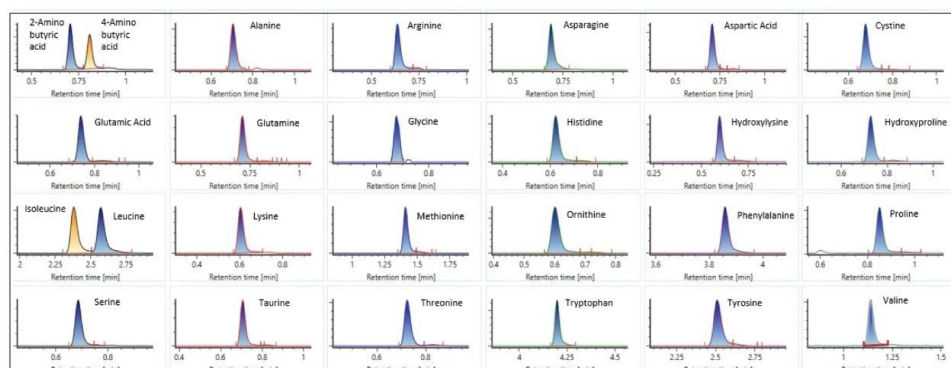 2-Amino butyric acid
4-Amino butyric acid
Alanine
Arginine
Asparagine
Aspartic Acid
Cystine
0.5 0.75 1
Retention time [min]
0.6 0.8 1
Retention time [min]
0.5 0.75 1
Retention time [min]
0.5 0.75 1
Retention time [min]
0.5 0.75 1
Retention time [min]
0.6 0.8 1
Retention time [min]
Glutamic Acid
Glutamine
Glycine
Histidine
Hydroxylysine
Hydroxyproline
0.6 0.8 1
Retention time [min]
0.5 0.75 1
Retention time [min]
0.6 0.8
Retention time [min]
0.4 0.6 0.8
Retention time [min]
0.25 0.5 0.75
Retention time [min]
0.5 0.75 1
Retention time [min]
Isoleucine
Leucine
Lysine
Methionine
Ornithine
Phenylalanine
Proline
2 2.25 2.5 2.75
Retention time [min]
0.4 0.6 0.8
Retention time [min]
1 1.25 1.5 1.75
Retention time [min]
0.4 0.5 0.6 0.7 0.8
Retention time [min]
3.6 3.8 4
Retention time [min]
0.6 0.8 1
Retention time [min]
Serine
Taurine
Threonine
Tryptophan
Tyrosine
Valine
0.6 0.8
0.4 0.6 0.8 1
0.6 0.8
4 4.25 4.5
2.25 2.5 2.75
1 1.25 1.5